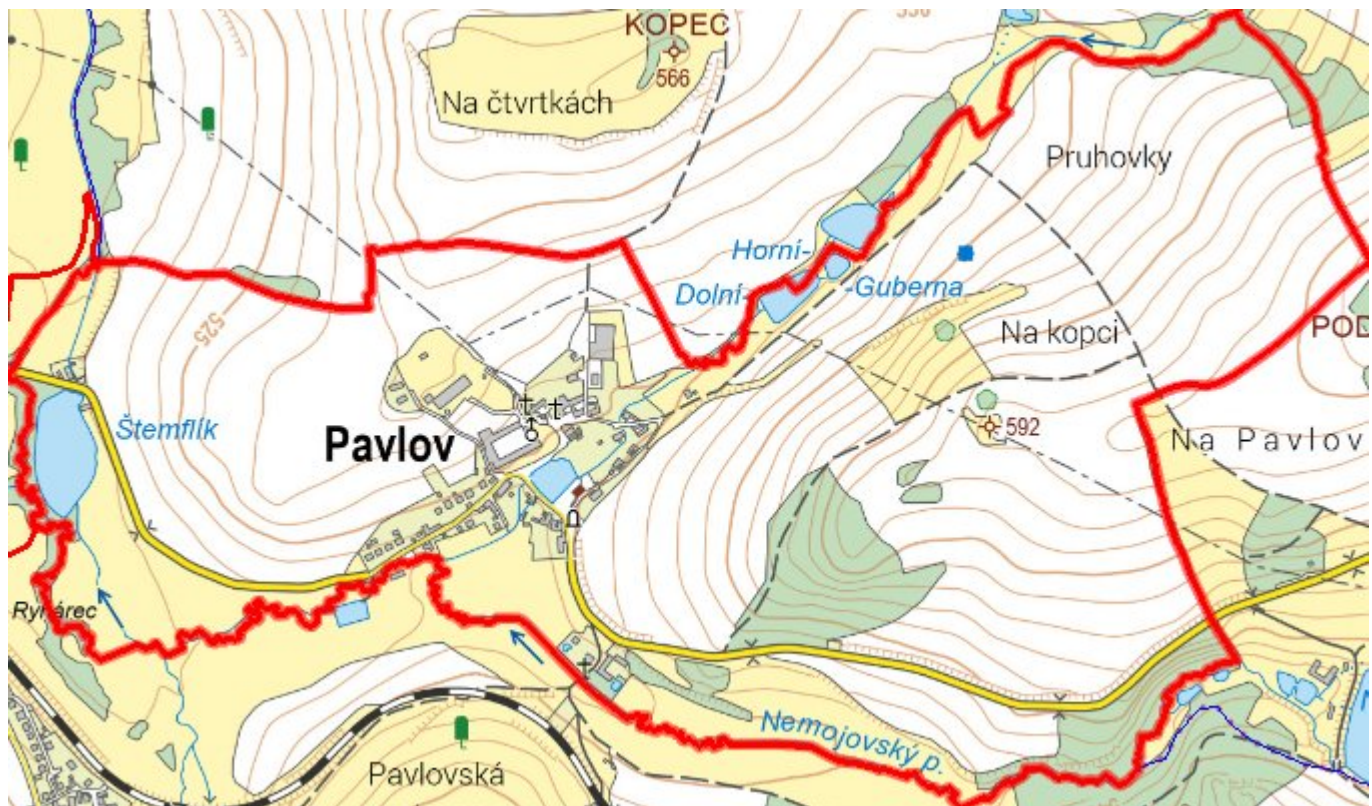 KOPEC
566
Na čtvrtkách
Pruhovky
Horní-
Dolní-
-Guberna
525
Na kopci
POD
592
Štemflík
Pavlov
Na Pavlov
Rynárec
Nemojovský p.
Pavlovská